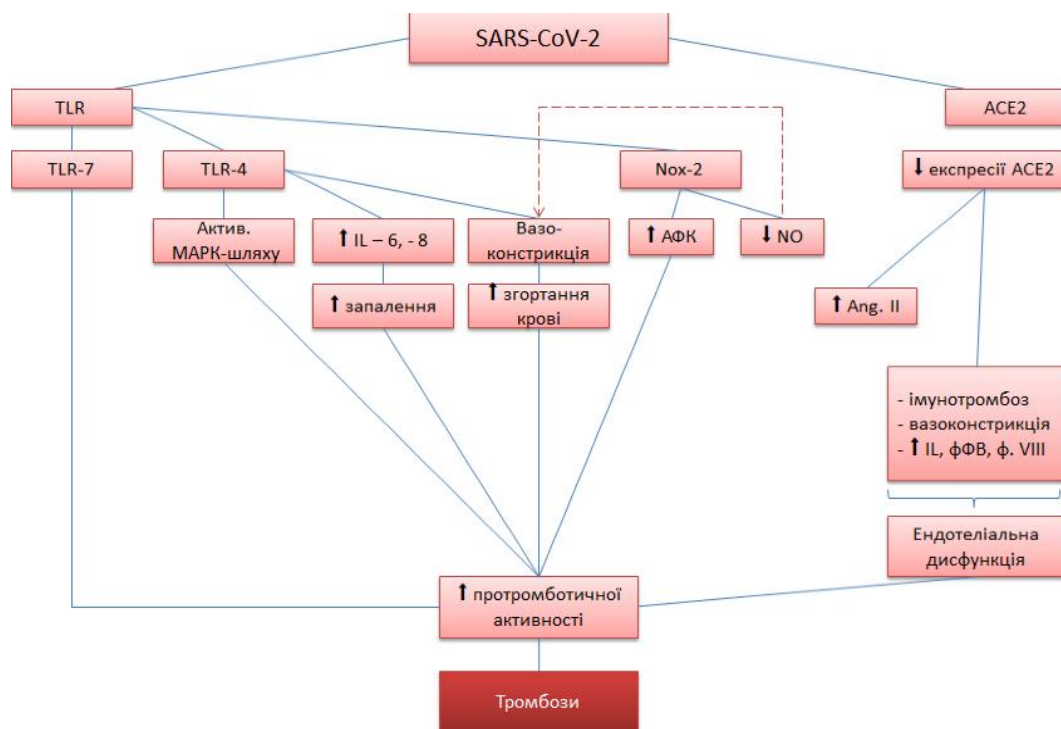 SARS-CoV-2
TLR
ACE2
TLR-7
TLR-4
Nox-2
⬇ експресії ACE2
Актив.
МАРК-шляху
⬆ IL – 6, - 8
Вазо-
констрикція
⬆ АФК
⬇ NO
⬆ запалення
⬆ згортання
крові
⬆ Ang. II
- імунотромбоз
- вазоконстрикція
- ⬆ IL, фФВ, ф. VIII
Ендотеліальна
дисфункція
⬆ протромботичної
активності
Тромбози